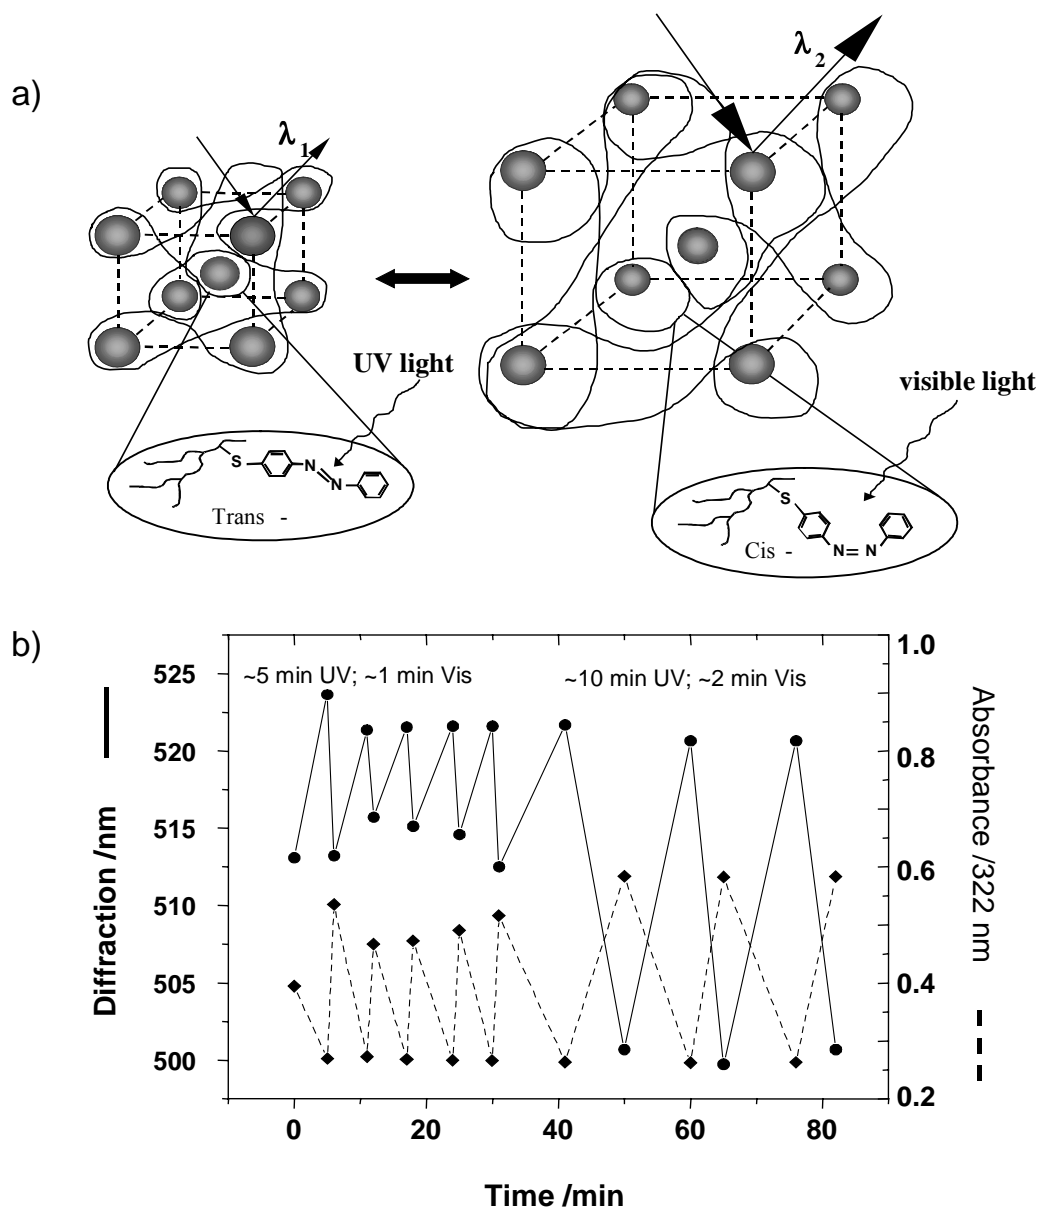 a)
λ1
λ2
UV light
visible light
S
N
N
Trans -
S
N = N
Cis -
b)
~5 min UV; ~1 min Vis
~10 min UV; ~2 min Vis
525
520
515
510
505
500
Diffraction /nm
1.0
0.8
0.6
0.4
0.2
Absorbance /322 nm
0 20 40 60 80
Time /min